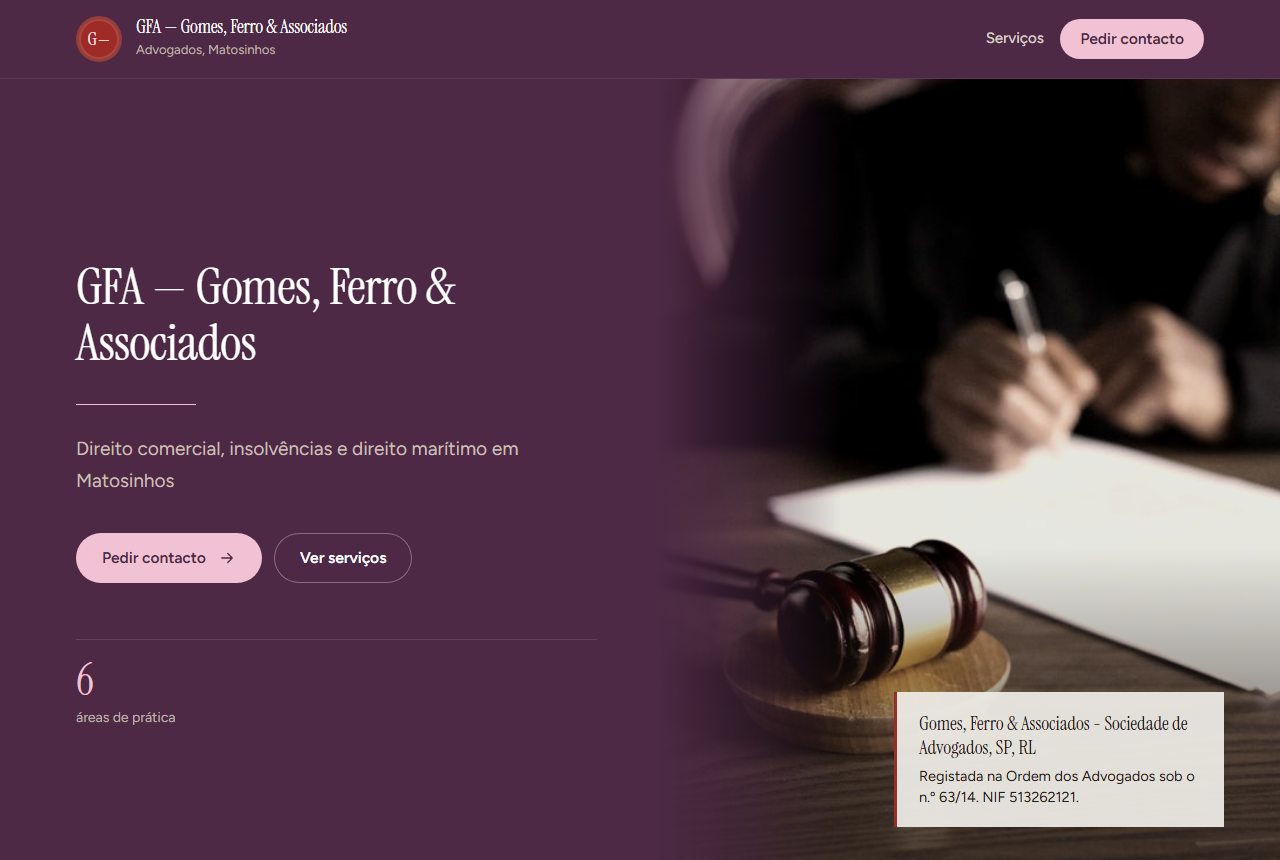 G—
GFA — Gomes, Ferro & Associados
Advogados, Matosinhos
Serviços
Pedir contacto
GFA — Gomes, Ferro &
Associados
Direito comercial, insolvências e direito marítimo em
Matosinhos
Pedir contacto →
Ver serviços
6
áreas de prática
Gomes, Ferro & Associados - Sociedade de
Advogados, SP, RL
Registada na Ordem dos Advogados sob o
n.º 63/14. NIF 513262121.